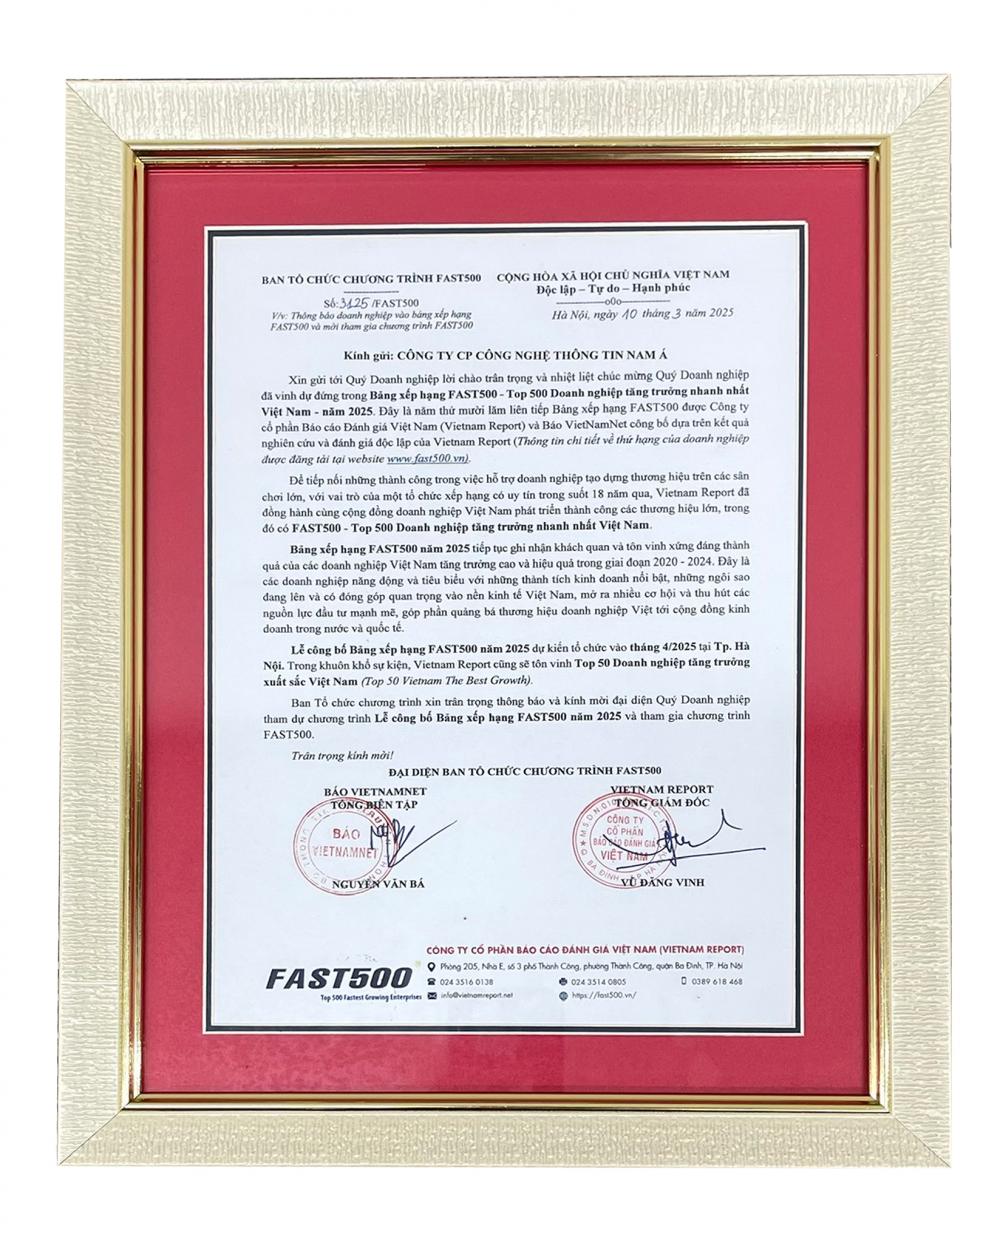 BAN TỔ CHỨC CHƯƠNG TRÌNH FAST500
CỘNG HÒA XÃ HỘI CHỦ NGHĨA VIỆT NAM
Độc lập – Tự do – Hạnh phúc
Số: 3125 /FAST500
---o0o---
V/v: Thông báo doanh nghiệp vào bảng xếp hạng
FAST500 và mời tham gia chương trình FAST500
Hà Nội, ngày 10 tháng 3 năm 2025
Kính gửi: CÔNG TY CP CÔNG NGHỆ THÔNG TIN NAM Á
Xin gửi tới Quý Doanh nghiệp lời chào trân trọng và nhiệt liệt chúc mừng Quý Doanh nghiệp
đã vinh dự đứng trong Bảng xếp hạng FAST500 - Top 500 Doanh nghiệp tăng trưởng nhanh nhất
Việt Nam - năm 2025. Đây là năm thứ mười lăm liên tiếp Bảng xếp hạng FAST500 được Công ty
cổ phần Báo cáo Đánh giá Việt Nam (Vietnam Report) và Báo VietNamNet công bố dựa trên kết quả
nghiên cứu và đánh giá độc lập của Vietnam Report (Thông tin chi tiết về thứ hạng của doanh nghiệp
được đăng tải tại website www.fast500.vn).
Để tiếp nối những thành công trong việc hỗ trợ doanh nghiệp tạo dựng thương hiệu trên các sân
chơi lớn, với vai trò của một tổ chức xếp hạng có uy tín trong suốt 18 năm qua, Vietnam Report đã
đồng hành cùng cộng đồng doanh nghiệp Việt Nam phát triển thành công các thương hiệu lớn, trong
đó có FAST500 - Top 500 Doanh nghiệp tăng trưởng nhanh nhất Việt Nam.
Bảng xếp hạng FAST500 năm 2025 tiếp tục ghi nhận khách quan và tôn vinh xứng đáng thành
quả của các doanh nghiệp Việt Nam tăng trưởng cao và hiệu quả trong giai đoạn 2020 - 2024. Đây là
các doanh nghiệp năng động và tiêu biểu với những thành tích kinh doanh nổi bật, những ngôi sao
đang lên và có đóng góp quan trọng vào nền kinh tế Việt Nam, mở ra nhiều cơ hội và thu hút các
nguồn lực đầu tư mạnh mẽ, góp phần quảng bá thương hiệu doanh nghiệp Việt tới cộng đồng kinh
doanh trong nước và quốc tế.
Lễ công bố Bảng xếp hạng FAST500 năm 2025 dự kiến tổ chức vào tháng 4/2025 tại Tp. Hà
Nội. Trong khuôn khổ sự kiện, Vietnam Report cũng sẽ tôn vinh Top 50 Doanh nghiệp tăng trưởng
xuất sắc Việt Nam (Top 50 Vietnam The Best Growth).
Ban Tổ chức chương trình xin trân trọng thông báo và kính mời đại diện Quý Doanh nghiệp
tham dự chương trình Lễ công bố Bảng xếp hạng FAST500 năm 2025 và tham gia chương trình
FAST500.
Trân trọng kính mời!
ĐẠI DIỆN BAN TỔ CHỨC CHƯƠNG TRÌNH FAST500
BÁO VIETNAMNET
TỔNG BIÊN TẬP
BÁO
VIETNAMNET
NGUYỄN VĂN BÁ
VIETNAM REPORT
TỔNG GIÁM ĐỐC
CÔNG TY
CỔ PHẦN
BÁO CÁO ĐÁNH GIÁ
VIỆT NAM
VŨ ĐĂNG VINH
FAST500
Top 500 Fastest Growing Enterprises
CÔNG TY CỔ PHẦN BÁO CÁO ĐÁNH GIÁ VIỆT NAM (VIETNAM REPORT)
Phòng 205, Nhà E, số 3 phố Thành Công, phường Thành Công, quận Ba Đình, TP. Hà Nội
024 3516 0138
024 3514 0805
0389 618 468
info@vietnamreport.net
https://fast500.vn/